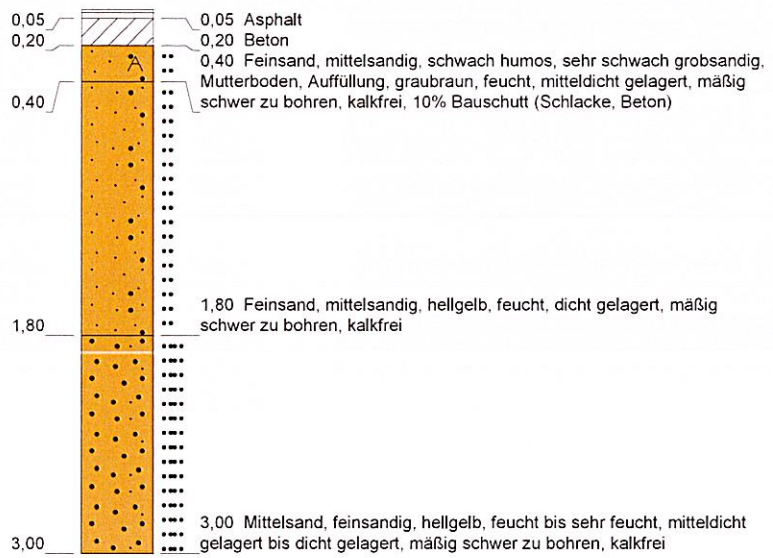 0,05 0,05 Asphalt
0,20 0,20 Beton
0,40 Feinsand, mittelsandig, schwach humos, sehr schwach grobsandig,
A
Mutterboden, Auffüllung, graubraun, feucht, mitteldicht gelagert, mäßig
0,40 schwer zu bohren, kalkfrei, 10% Bauschutt (Schlacke, Beton)
1,80 Feinsand, mittelsandig, hellgelb, feucht, dicht gelagert, mäßig
1,80 schwer zu bohren, kalkfrei
3,00 Mittelsand, feinsandig, hellgelb, feucht bis sehr feucht, mitteldicht
3,00 gelagert bis dicht gelagert, mäßig schwer zu bohren, kalkfrei